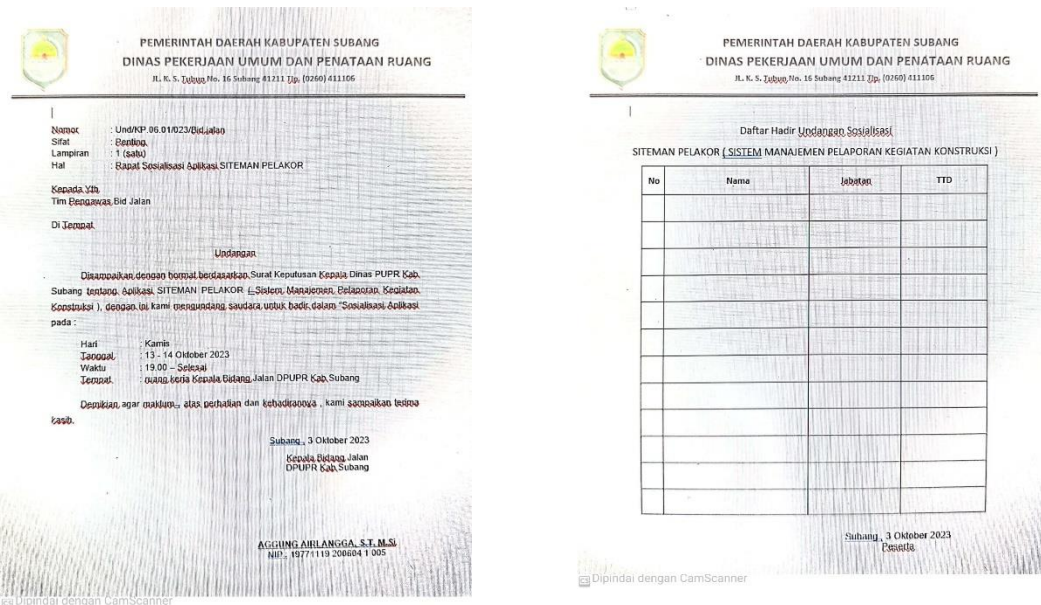 PEMERINTAH DAERAH KABUPATEN SUBANG
DINAS PEKERJAAN UMUM DAN PENATAAN RUANG
JL. K. S. Tubun No. 16 Subang 41211 Tlp. (0260) 411106
Nomor : Und/KP.06.01/023/Bid.jalan
Sifat : Penting
Lampiran : 1 (satu)
Hal : Rapat Sosialisasi Aplikasi SITEMAN PELAKOR
Kepada Yth
Tim Pengawas Bid Jalan
Di Tempat
Undangan
Disampaikan dengan hormat berdasarkan Surat Keputusan Kepala Dinas PUPR Kab.
Subang tentang Aplikasi SITEMAN PELAKOR ( Sistem Manajemen Pelaporan Kegiatan
Konstruksi ), dengan ini kami mengundang saudara untuk hadir dalam "Sosialisasi Aplikasi
pada :
Hari : Kamis
Tanggal : 13 - 14 Oktober 2023
Waktu : 19.00 – Selesai
Tempat : ruang kerja Kepala Bidang Jalan DPUPR Kab Subang
Demikian agar maklum , atas perhatian dan kehadirannya , kami sampaikan terima
kasih.
Subang , 3 Oktober 2023
Kepala Bidang Jalan
DPUPR Kab Subang
AGGUNG AIRLANGGA, S.T, M.Si
NIP . 19771119 200604 1 005
Dipindai dengan CamScanner
PEMERINTAH DAERAH KABUPATEN SUBANG
DINAS PEKERJAAN UMUM DAN PENATAAN RUANG
JL. K. S. Tubun No. 16 Subang 41211 Tlp. (0260) 411106
Daftar Hadir Undangan Sosialisasi
SITEMAN PELAKOR ( SISTEM MANAJEMEN PELAPORAN KEGIATAN KONSTRUKSI )
No Nama Jabatan TTD
Subang , 3 Oktober 2023
Peserta
Dipindai dengan CamScanner